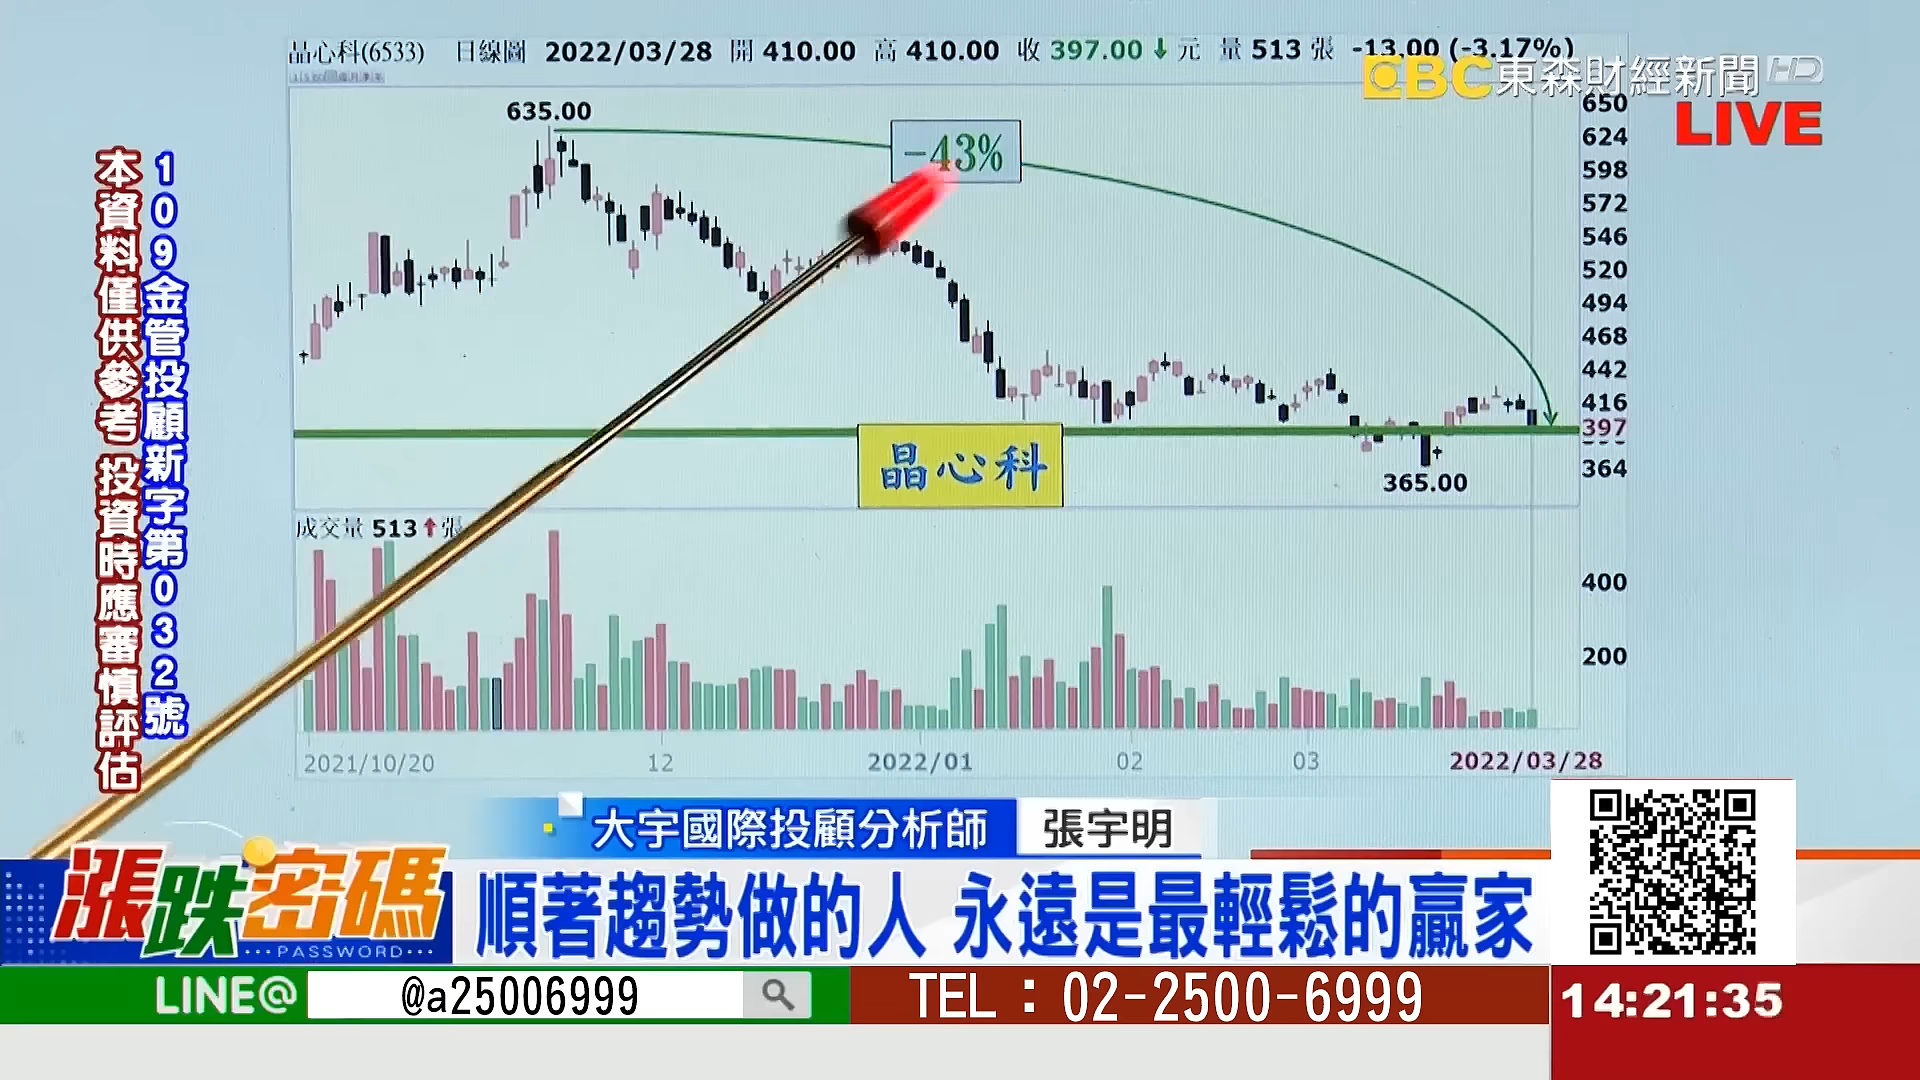 晶心科(6533) 日線圖 2022/03/28 開 410.00 高 410.00 收 397.00 ↓ 元 量 513 張 -13.00 (-3.17%)
EBC 東森財經新聞 HD
LIVE
635.00
-43%
650
624
598
572
546
520
494
468
442
416
397
364
365.00
晶心科
成交量 513 ↑ 張
400
200
2021/10/20 12 2022/01 02 03 2022/03/28
109金管投顧新字第032號
本資料僅供參考 投資時應審慎評估
大宇國際投顧分析師 張宇明
漲跌密碼
PASSWORD
順著趨勢做的人 永遠是最輕鬆的贏家
LINE@ @a25006999
TEL：02-2500-6999
14:21:35